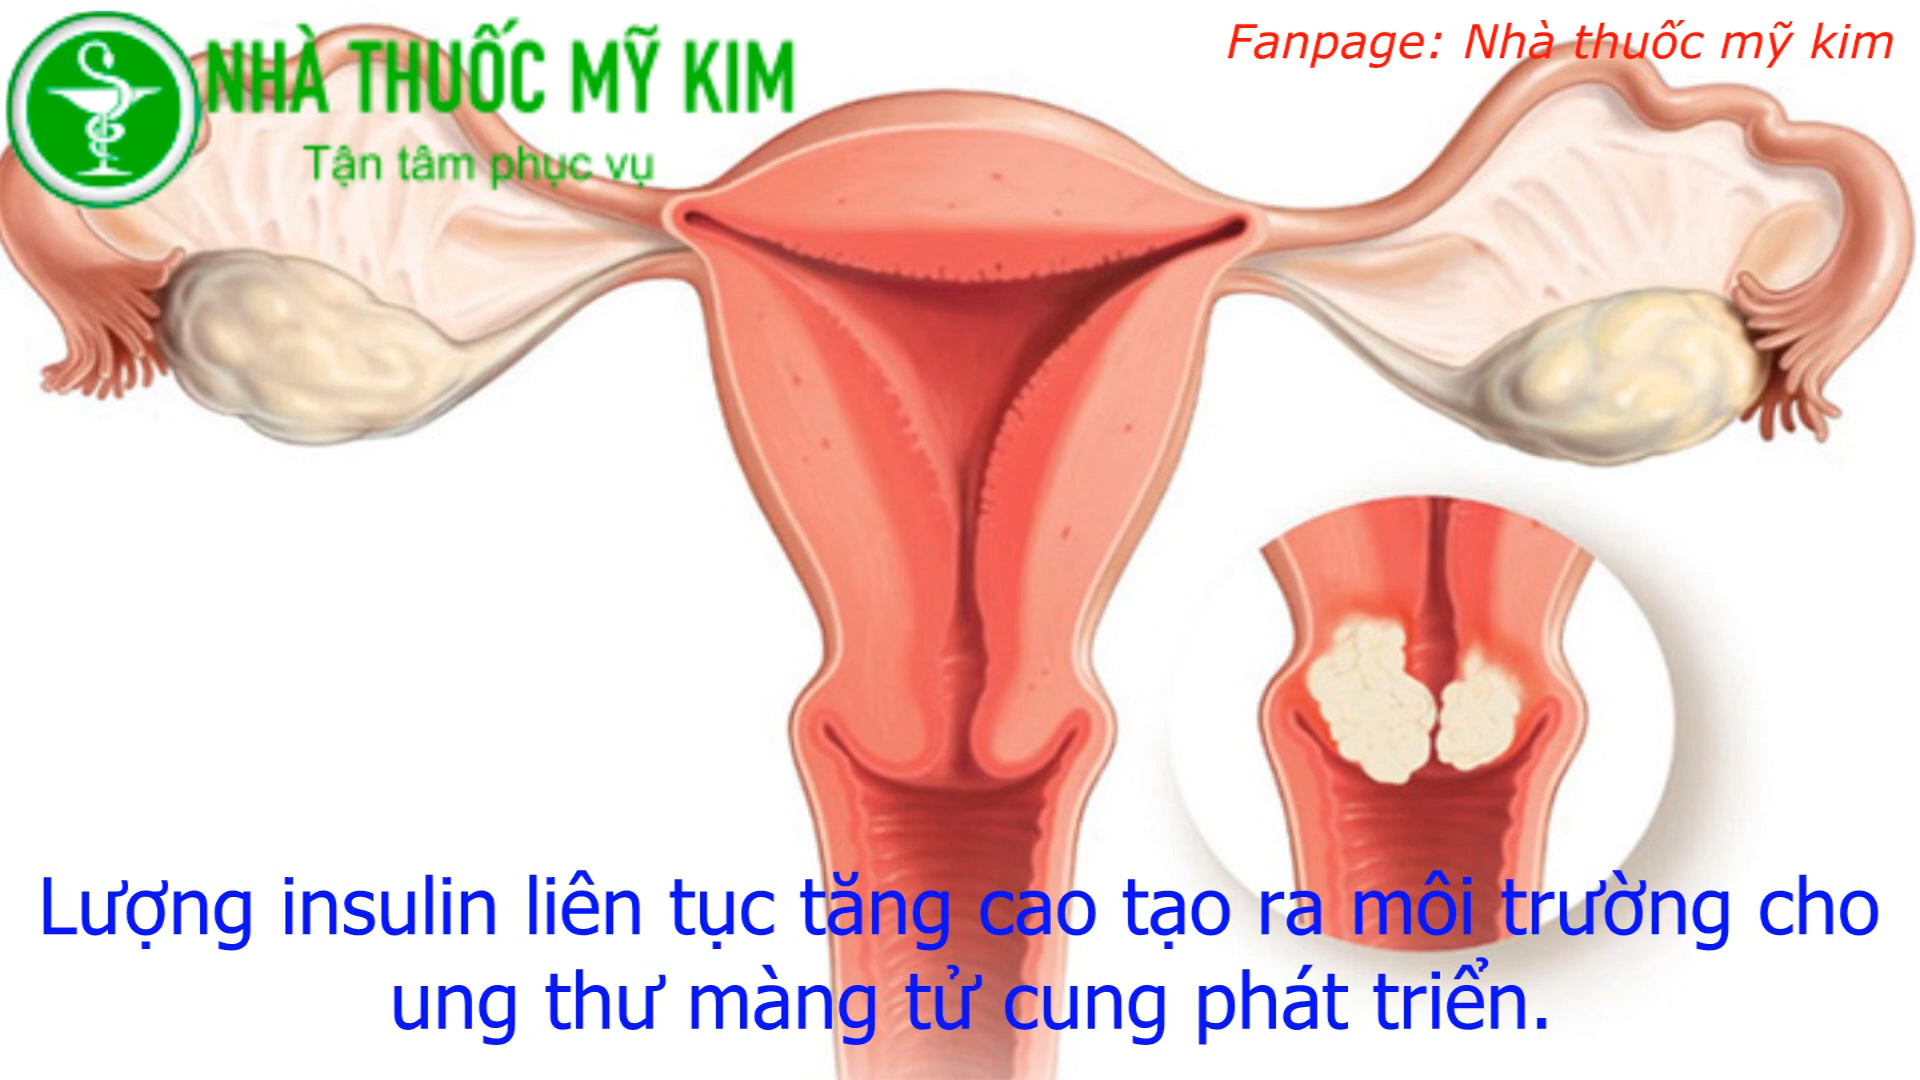 NHÀ THUỐC MỸ KIM
Tận tâm phục vụ
Fanpage: Nhà thuốc mỹ kim
Lượng insulin liên tục tăng cao tạo ra môi trường cho
ung thư màng tử cung phát triển.